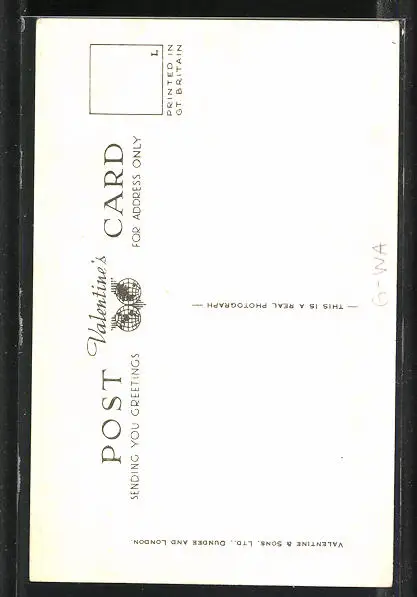 POST Valentine's CARD
SENDING YOU GREETINGS
FOR ADDRESS ONLY
L
PRINTED IN
GT BRITAIN
VALENTINE & SONS, LTD., DUNDEE AND LONDON.
— THIS IS A REAL PHOTOGRAPH —
G-WA